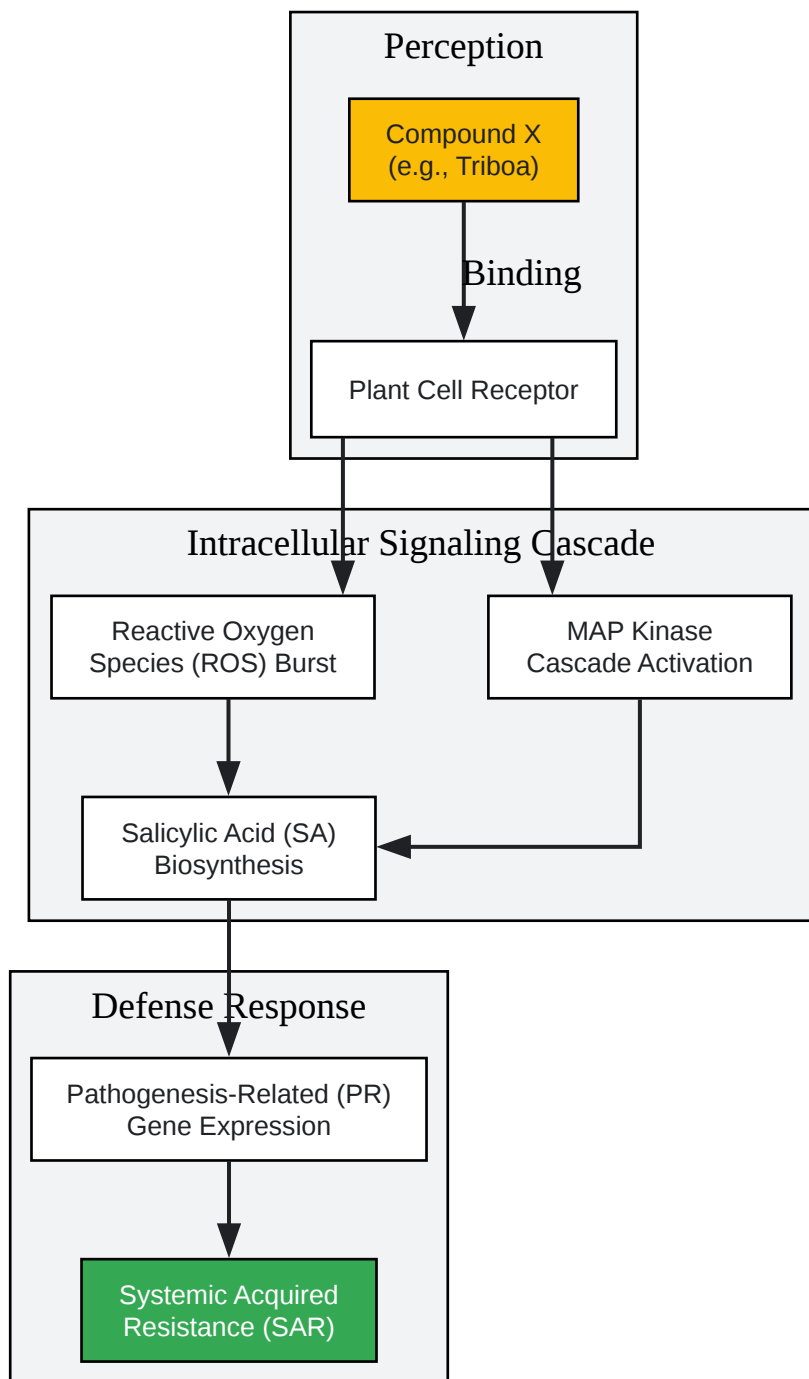 Perception
Compound X
(e.g., Triboa)
Binding
Plant Cell Receptor
Intracellular Signaling Cascade
Reactive Oxygen
Species (ROS) Burst
MAP Kinase
Cascade Activation
Salicylic Acid (SA)
Biosynthesis
Defense Response
Pathogenesis-Related (PR)
Gene Expression
Systemic Acquired
Resistance (SAR)